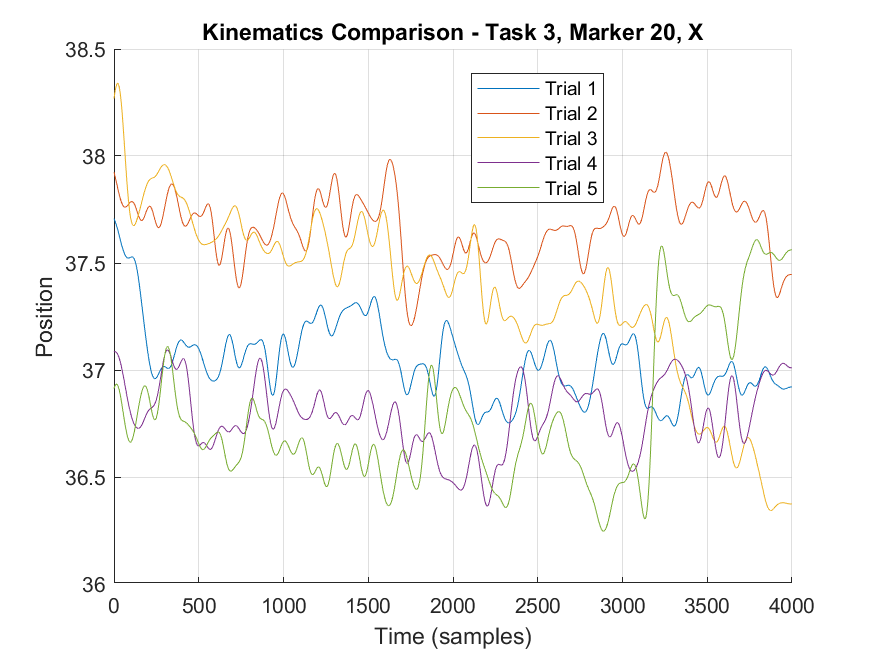 Kinematics Comparison - Task 3, Marker 20, X
38.5
38
37.5
37
36.5
36
Position
Trial 1
Trial 2
Trial 3
Trial 4
Trial 5
0 500 1000 1500 2000 2500 3000 3500 4000
Time (samples)